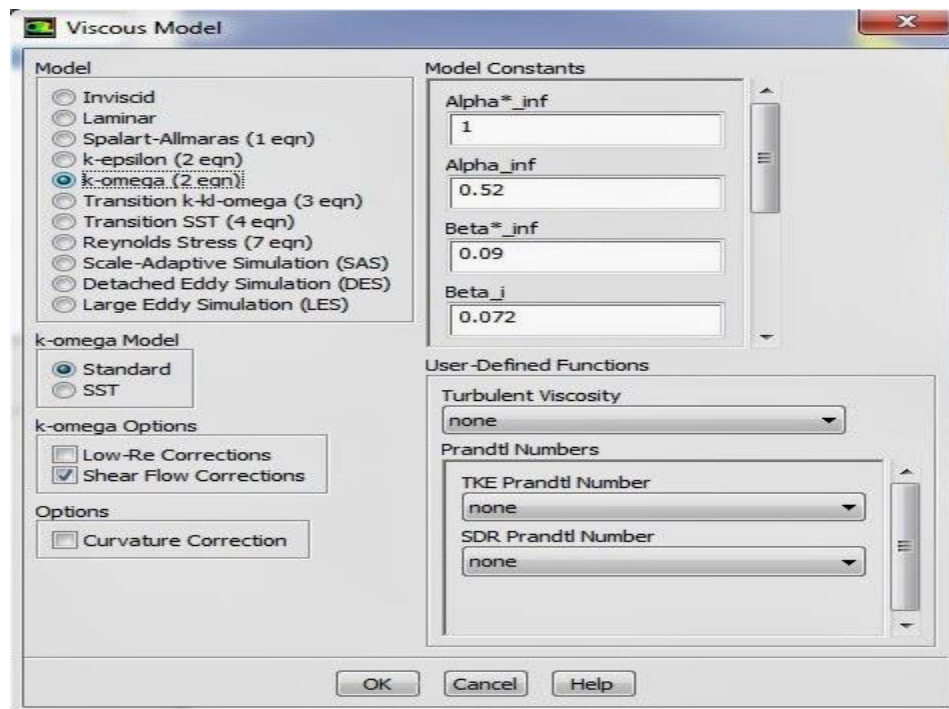 Viscous Model
Model
Inviscid
Laminar
Spalart-Allmaras (1 eqn)
k-epsilon (2 eqn)
k-omega (2 eqn)
Transition k-kl-omega (3 eqn)
Transition SST (4 eqn)
Reynolds Stress (7 eqn)
Scale-Adaptive Simulation (SAS)
Detached Eddy Simulation (DES)
Large Eddy Simulation (LES)
k-omega Model
Standard
SST
k-omega Options
Low-Re Corrections
Shear Flow Corrections
Options
Curvature Correction
Model Constants
Alpha*_inf
1
Alpha_inf
0.52
Beta*_inf
0.09
Beta_i
0.072
User-Defined Functions
Turbulent Viscosity
none
Prandtl Numbers
TKE Prandtl Number
none
SDR Prandtl Number
none
OK Cancel Help